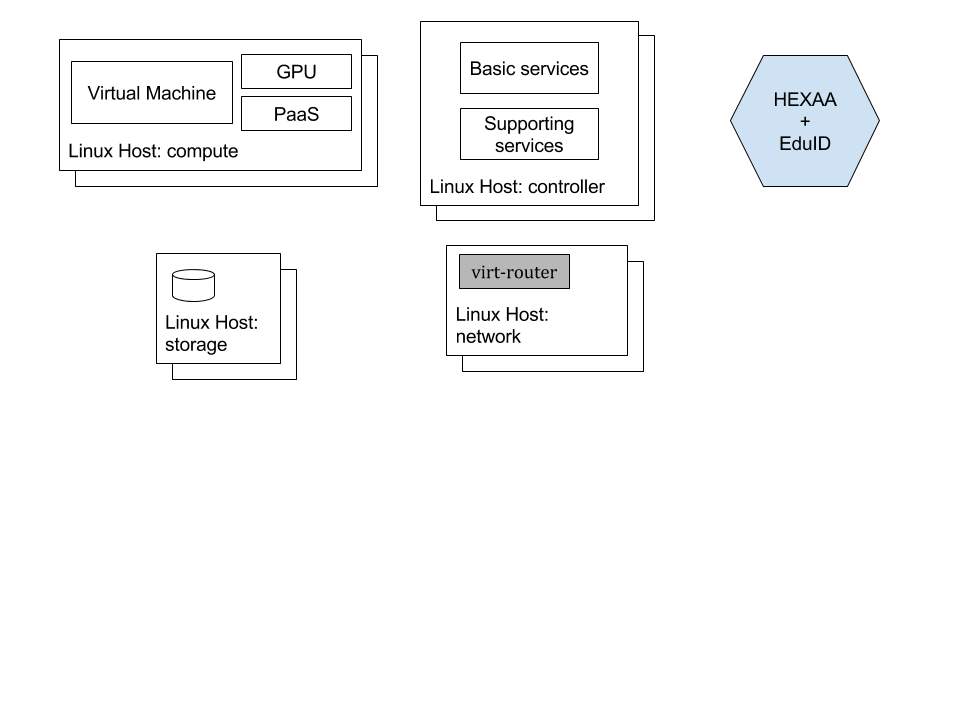 Virtual Machine
GPU
PaaS
Linux Host: compute
Basic services
Supporting
services
Linux Host: controller
HEXAA
+
EduID
Linux Host:
storage
virt-router
Linux Host:
network